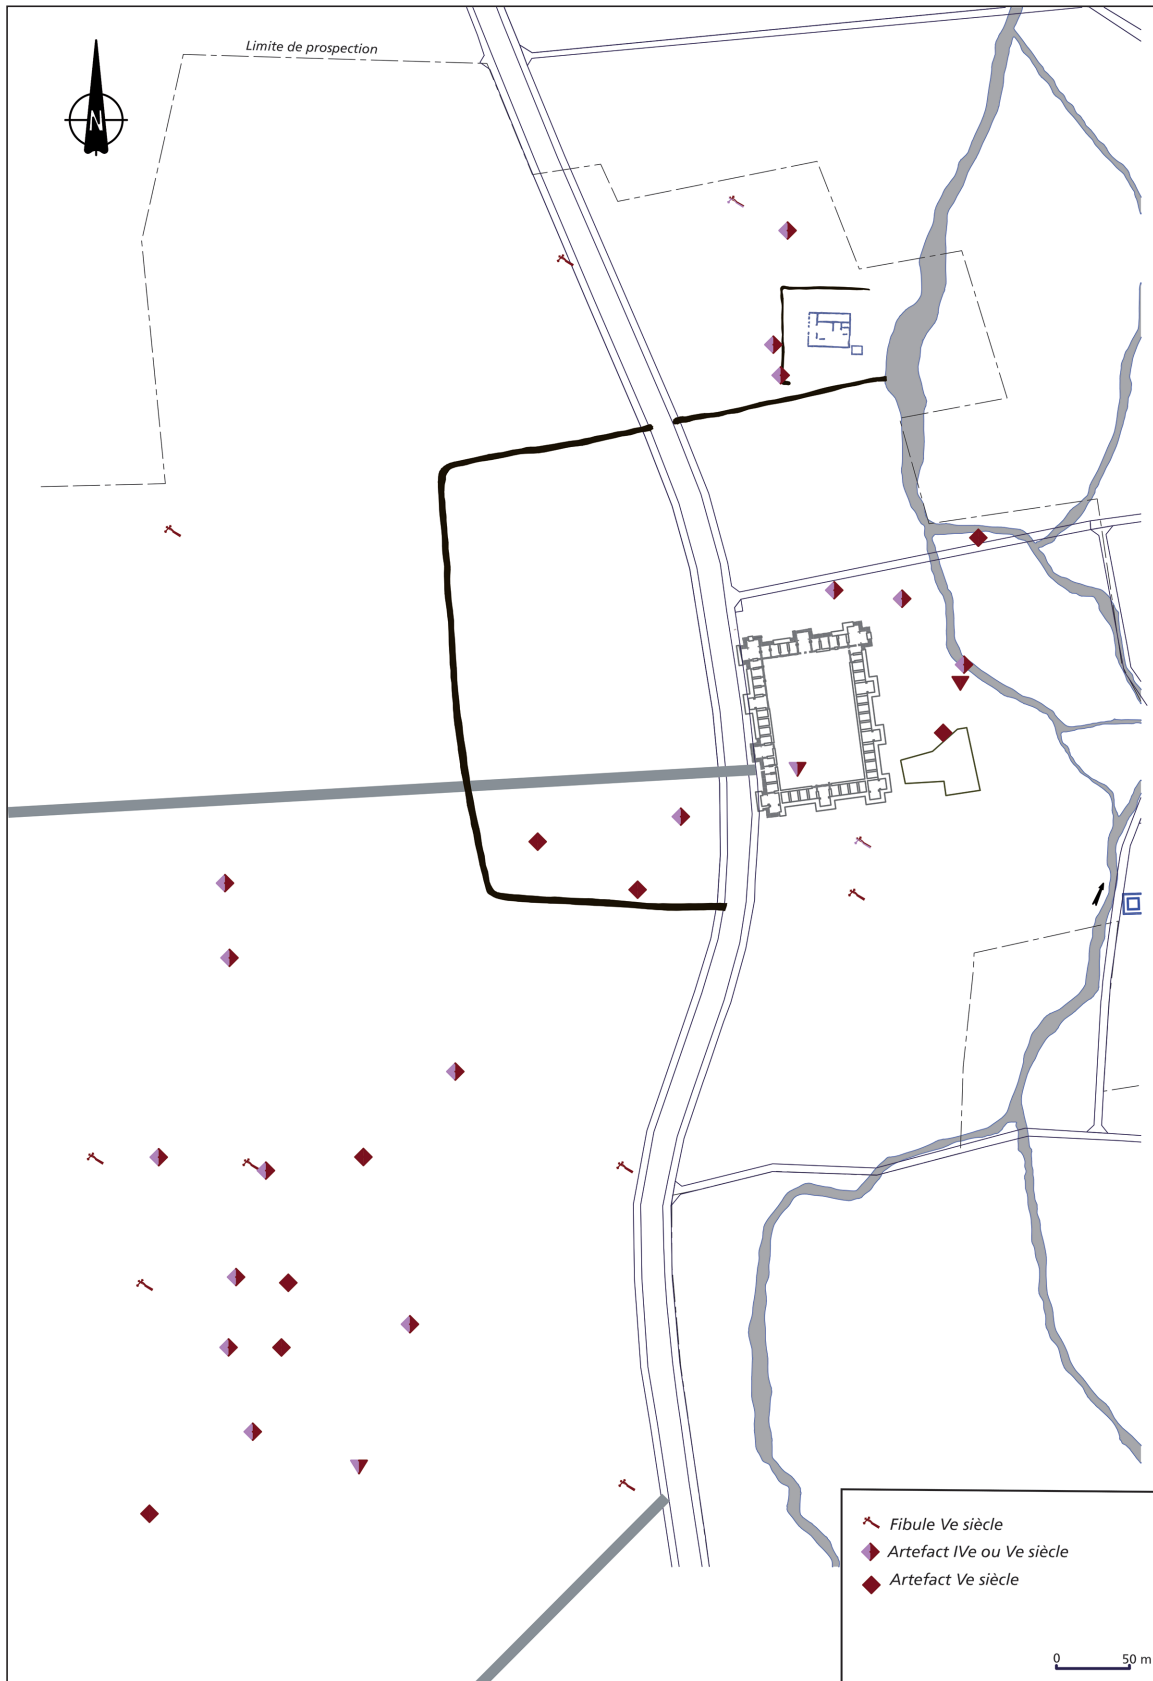 Limite de prospection
N
Fibule Ve siècle
Artefact IVe ou Ve siècle
Artefact Ve siècle
0 50 m